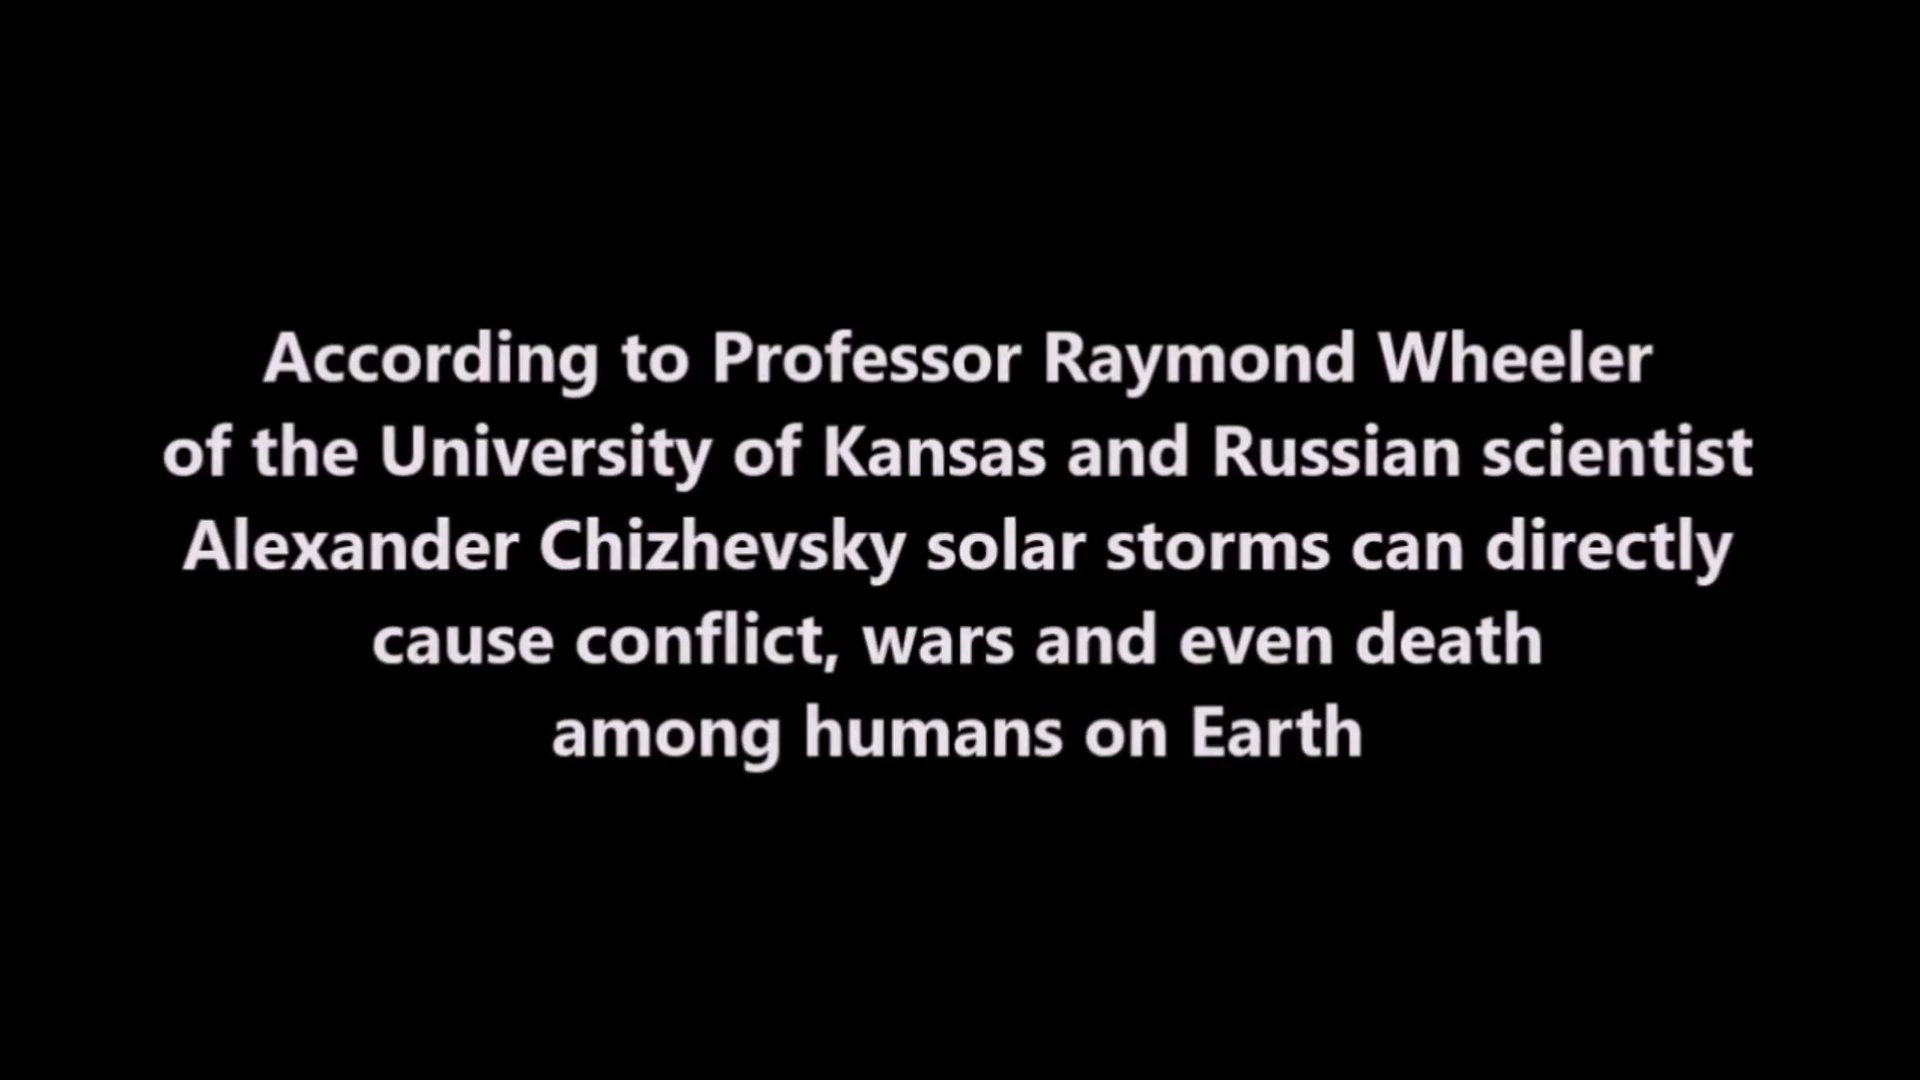 According to Professor Raymond Wheeler
of the University of Kansas and Russian scientist
Alexander Chizhevsky solar storms can directly
cause conflict, wars and even death
among humans on Earth